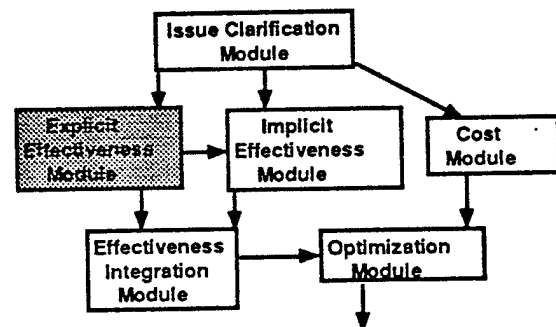 Issue Clarification
Module
Explicit
Effectiveness
Module
Implicit
Effectiveness
Module
Cost
Module
Effectiveness
Integration
Module
Optimization
Module